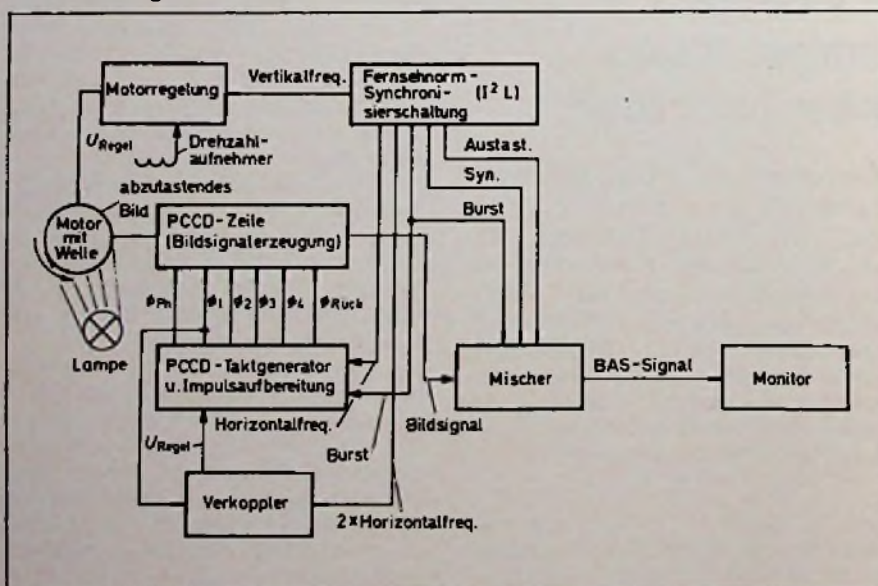 Motorregelung
Vertikalfreq.
Fernsehnorm-
Synchroni- (I² L)
sierschaltung
U Regel
Drehzahl-
aufnehmer
Austast.
Syn.
Burst
abzutastendes
Bild
Motor
mit
Welle
PCCD-Zeile
(Bildsignalerzeugung)
ϕPh ϕ1 ϕ2 ϕ3 ϕ4 ϕRück
Lampe
PCCD-Taktgenerator
u. Impulsaufbereitung
Mischer
BAS-Signal
Monitor
Horizontalfreq.
Bildsignal
U Regel
Burst
Verkoppler
2×Horizontalfreq.